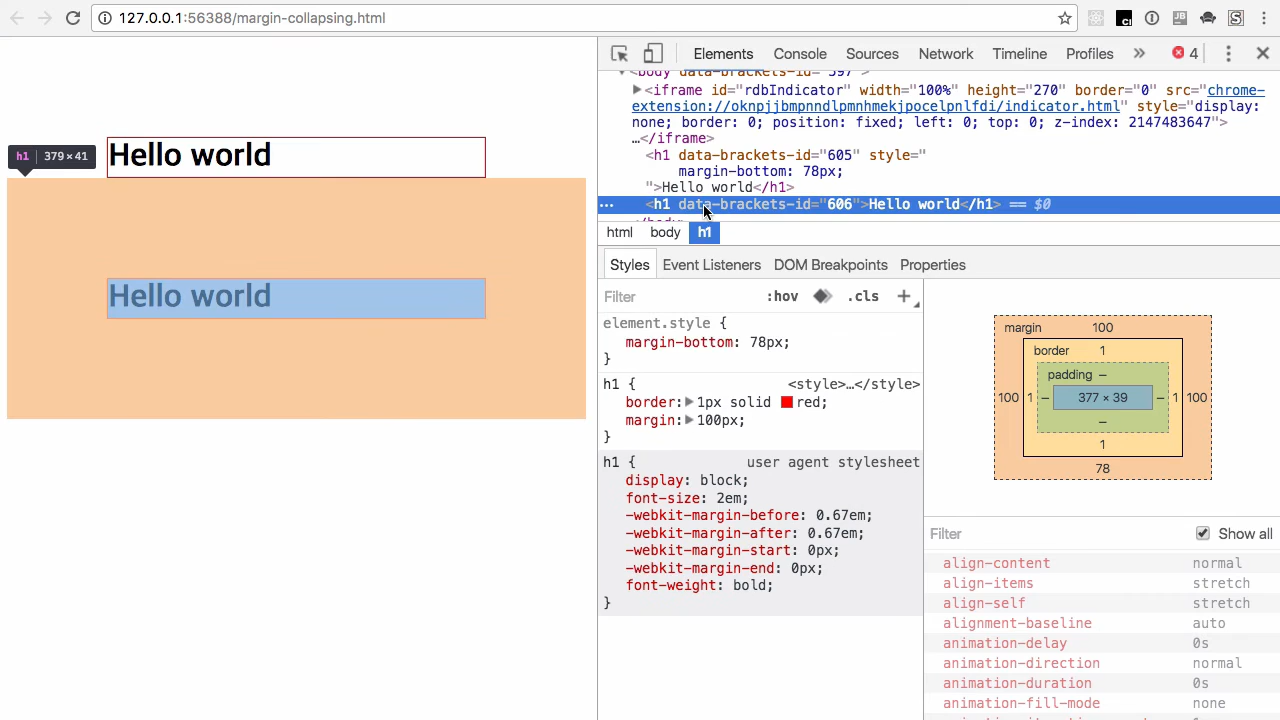 127.0.0.1:56388/margin-collapsing.html
Hello world
h1 379×41
Hello world
Elements Console Sources Network Timeline Profiles » 4
<body data-brackets-id="597">
<iframe id="rdbIndicator" width="100%" height="270" border="0" src="chrome-
extension://oknpjjbmpnndlpmnhmekjpocelpnlfdi/indicator.html" style="display:
none; border: 0; position: fixed; left: 0; top: 0; z-index: 2147483647">
…</iframe>
<h1 data-brackets-id="605" style="
margin-bottom: 78px;
">Hello world</h1>
… <h1 data-brackets-id="606">Hello world</h1> == $0
</body>
html body h1
Styles Event Listeners DOM Breakpoints Properties
Filter :hov .cls +
element.style {
margin-bottom: 78px;
}
h1 { <style>…</style>
border: 1px solid red;
margin: 100px;
}
h1 { user agent stylesheet
display: block;
font-size: 2em;
-webkit-margin-before: 0.67em;
-webkit-margin-after: 0.67em;
-webkit-margin-start: 0px;
-webkit-margin-end: 0px;
font-weight: bold;
}
margin 100
border 1
padding –
100 1 – 377 × 39 – 1 100
–
1
78
Filter Show all
align-content normal
align-items stretch
align-self stretch
alignment-baseline auto
animation-delay 0s
animation-direction normal
animation-duration 0s
animation-fill-mode none